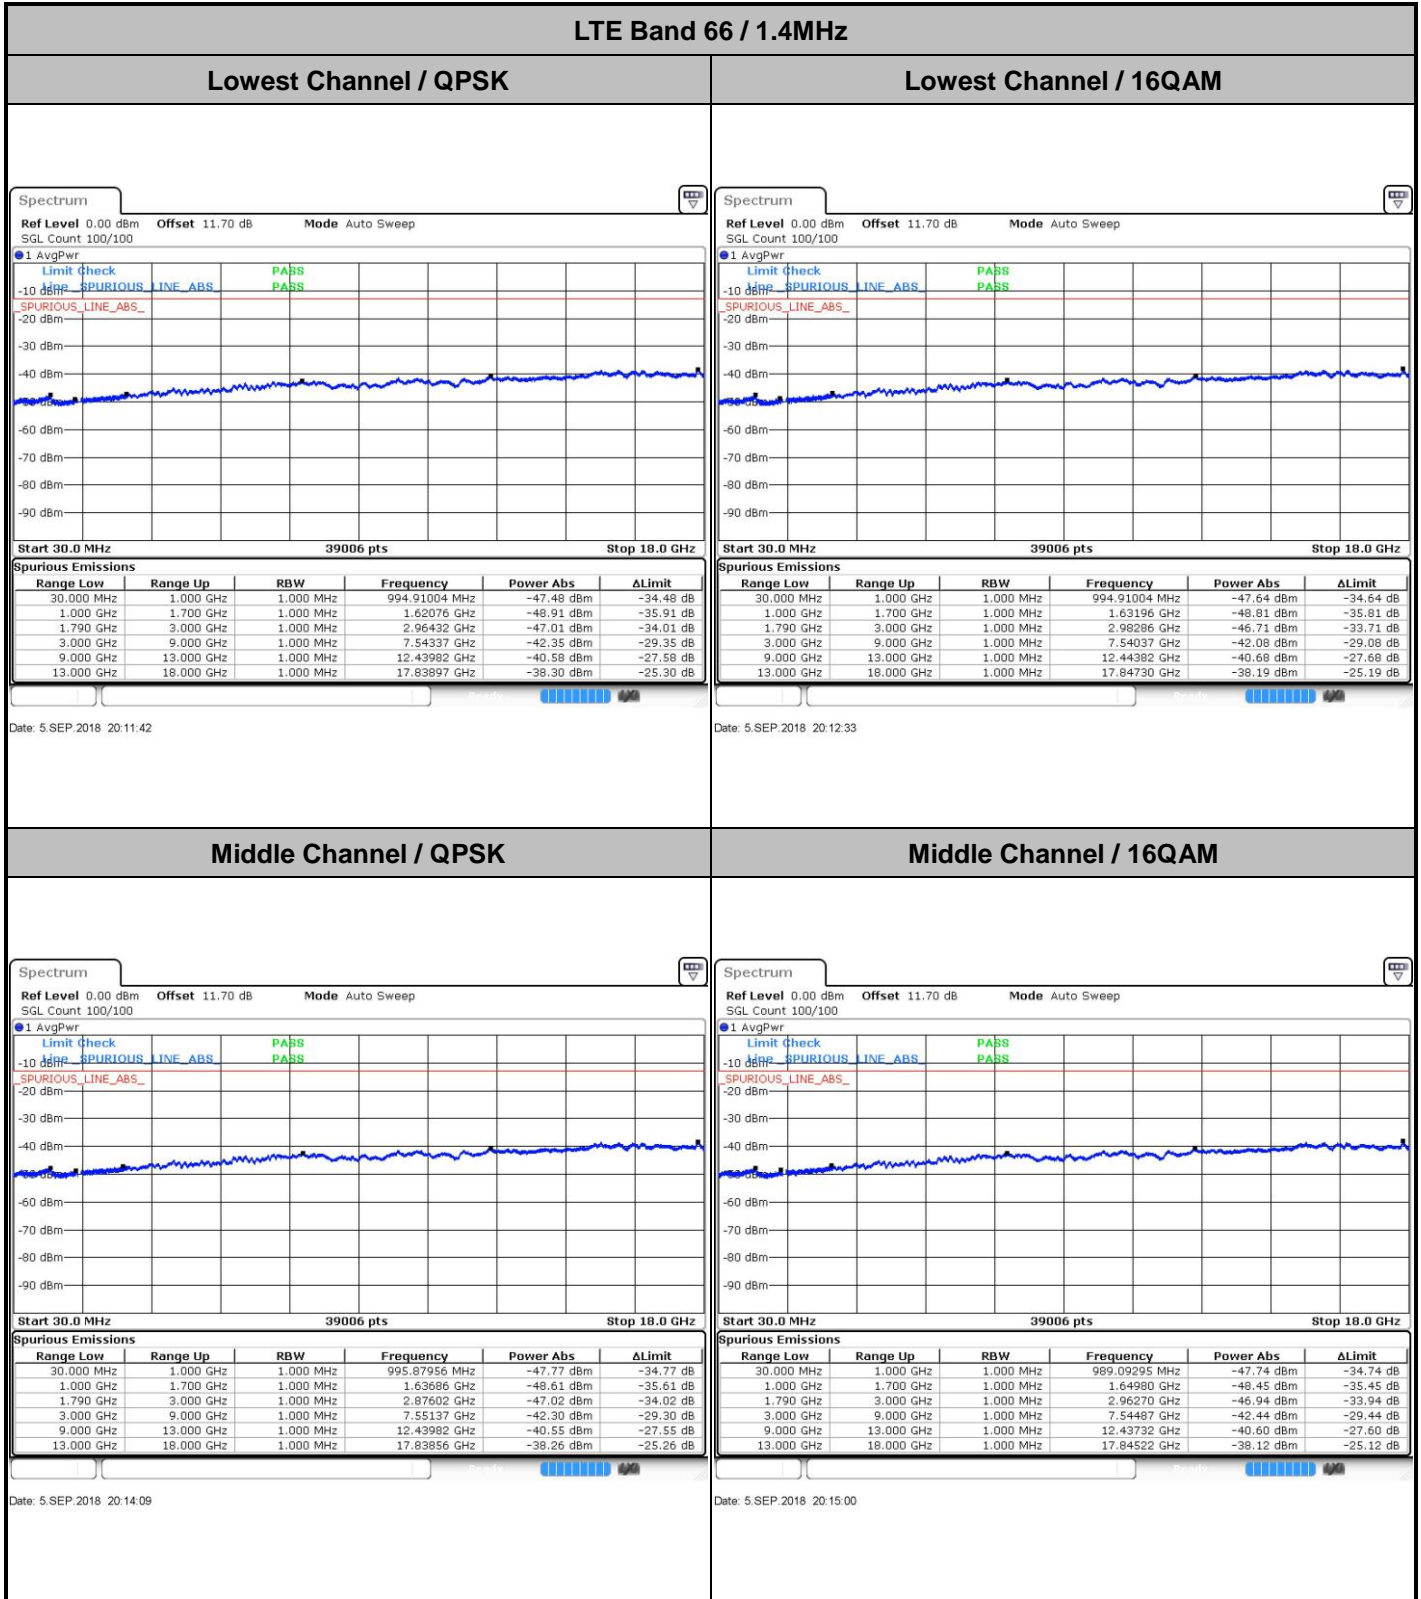 LTE Band 66 / 1.4MHz
Lowest Channel / QPSK
Lowest Channel / 16QAM
Spectrum
Ref Level 0.00 dBm Offset 11.70 dB Mode Auto Sweep
SGL Count 100/100
1 AvgPwr
Limit Check PASS
Line _SPURIOUS_LINE_ABS_ PASS
-10 dBm
_SPURIOUS_LINE_ABS_
-20 dBm
-30 dBm
-40 dBm
-50 dBm
-60 dBm
-70 dBm
-80 dBm
-90 dBm
Start 30.0 MHz 39006 pts Stop 18.0 GHz
Spurious Emissions
Range Low Range Up RBW Frequency Power Abs ΔLimit
30.000 MHz 1.000 GHz 1.000 MHz 994.91004 MHz -47.48 dBm -34.48 dB
1.000 GHz 1.700 GHz 1.000 MHz 1.62076 GHz -48.91 dBm -35.91 dB
1.790 GHz 3.000 GHz 1.000 MHz 2.96432 GHz -47.01 dBm -34.01 dB
3.000 GHz 9.000 GHz 1.000 MHz 7.54337 GHz -42.35 dBm -29.35 dB
9.000 GHz 13.000 GHz 1.000 MHz 12.43982 GHz -40.58 dBm -27.58 dB
13.000 GHz 18.000 GHz 1.000 MHz 17.83897 GHz -38.30 dBm -25.30 dB
Date: 5.SEP.2018 20:11:42
Spectrum
Ref Level 0.00 dBm Offset 11.70 dB Mode Auto Sweep
SGL Count 100/100
1 AvgPwr
Limit Check PASS
Line _SPURIOUS_LINE_ABS_ PASS
-10 dBm
_SPURIOUS_LINE_ABS_
-20 dBm
-30 dBm
-40 dBm
-50 dBm
-60 dBm
-70 dBm
-80 dBm
-90 dBm
Start 30.0 MHz 39006 pts Stop 18.0 GHz
Spurious Emissions
Range Low Range Up RBW Frequency Power Abs ΔLimit
30.000 MHz 1.000 GHz 1.000 MHz 994.91004 MHz -47.64 dBm -34.64 dB
1.000 GHz 1.700 GHz 1.000 MHz 1.63196 GHz -48.81 dBm -35.81 dB
1.790 GHz 3.000 GHz 1.000 MHz 2.98286 GHz -46.71 dBm -33.71 dB
3.000 GHz 9.000 GHz 1.000 MHz 7.54037 GHz -42.08 dBm -29.08 dB
9.000 GHz 13.000 GHz 1.000 MHz 12.44382 GHz -40.68 dBm -27.68 dB
13.000 GHz 18.000 GHz 1.000 MHz 17.84730 GHz -38.19 dBm -25.19 dB
Date: 5.SEP.2018 20:12:33
Middle Channel / QPSK
Middle Channel / 16QAM
Spectrum
Ref Level 0.00 dBm Offset 11.70 dB Mode Auto Sweep
SGL Count 100/100
1 AvgPwr
Limit Check PASS
Line _SPURIOUS_LINE_ABS_ PASS
-10 dBm
_SPURIOUS_LINE_ABS_
-20 dBm
-30 dBm
-40 dBm
-50 dBm
-60 dBm
-70 dBm
-80 dBm
-90 dBm
Start 30.0 MHz 39006 pts Stop 18.0 GHz
Spurious Emissions
Range Low Range Up RBW Frequency Power Abs ΔLimit
30.000 MHz 1.000 GHz 1.000 MHz 995.87956 MHz -47.77 dBm -34.77 dB
1.000 GHz 1.700 GHz 1.000 MHz 1.63686 GHz -48.61 dBm -35.61 dB
1.790 GHz 3.000 GHz 1.000 MHz 2.87602 GHz -47.02 dBm -34.02 dB
3.000 GHz 9.000 GHz 1.000 MHz 7.55137 GHz -42.30 dBm -29.30 dB
9.000 GHz 13.000 GHz 1.000 MHz 12.43982 GHz -40.55 dBm -27.55 dB
13.000 GHz 18.000 GHz 1.000 MHz 17.83856 GHz -38.26 dBm -25.26 dB
Date: 5.SEP.2018 20:14:09
Spectrum
Ref Level 0.00 dBm Offset 11.70 dB Mode Auto Sweep
SGL Count 100/100
1 AvgPwr
Limit Check PASS
Line _SPURIOUS_LINE_ABS_ PASS
-10 dBm
_SPURIOUS_LINE_ABS_
-20 dBm
-30 dBm
-40 dBm
-50 dBm
-60 dBm
-70 dBm
-80 dBm
-90 dBm
Start 30.0 MHz 39006 pts Stop 18.0 GHz
Spurious Emissions
Range Low Range Up RBW Frequency Power Abs ΔLimit
30.000 MHz 1.000 GHz 1.000 MHz 989.09295 MHz -47.74 dBm -34.74 dB
1.000 GHz 1.700 GHz 1.000 MHz 1.64980 GHz -48.45 dBm -35.45 dB
1.790 GHz 3.000 GHz 1.000 MHz 2.96270 GHz -46.94 dBm -33.94 dB
3.000 GHz 9.000 GHz 1.000 MHz 7.54487 GHz -42.44 dBm -29.44 dB
9.000 GHz 13.000 GHz 1.000 MHz 12.43732 GHz -40.60 dBm -27.60 dB
13.000 GHz 18.000 GHz 1.000 MHz 17.84522 GHz -38.12 dBm -25.12 dB
Date: 5.SEP.2018 20:15:00